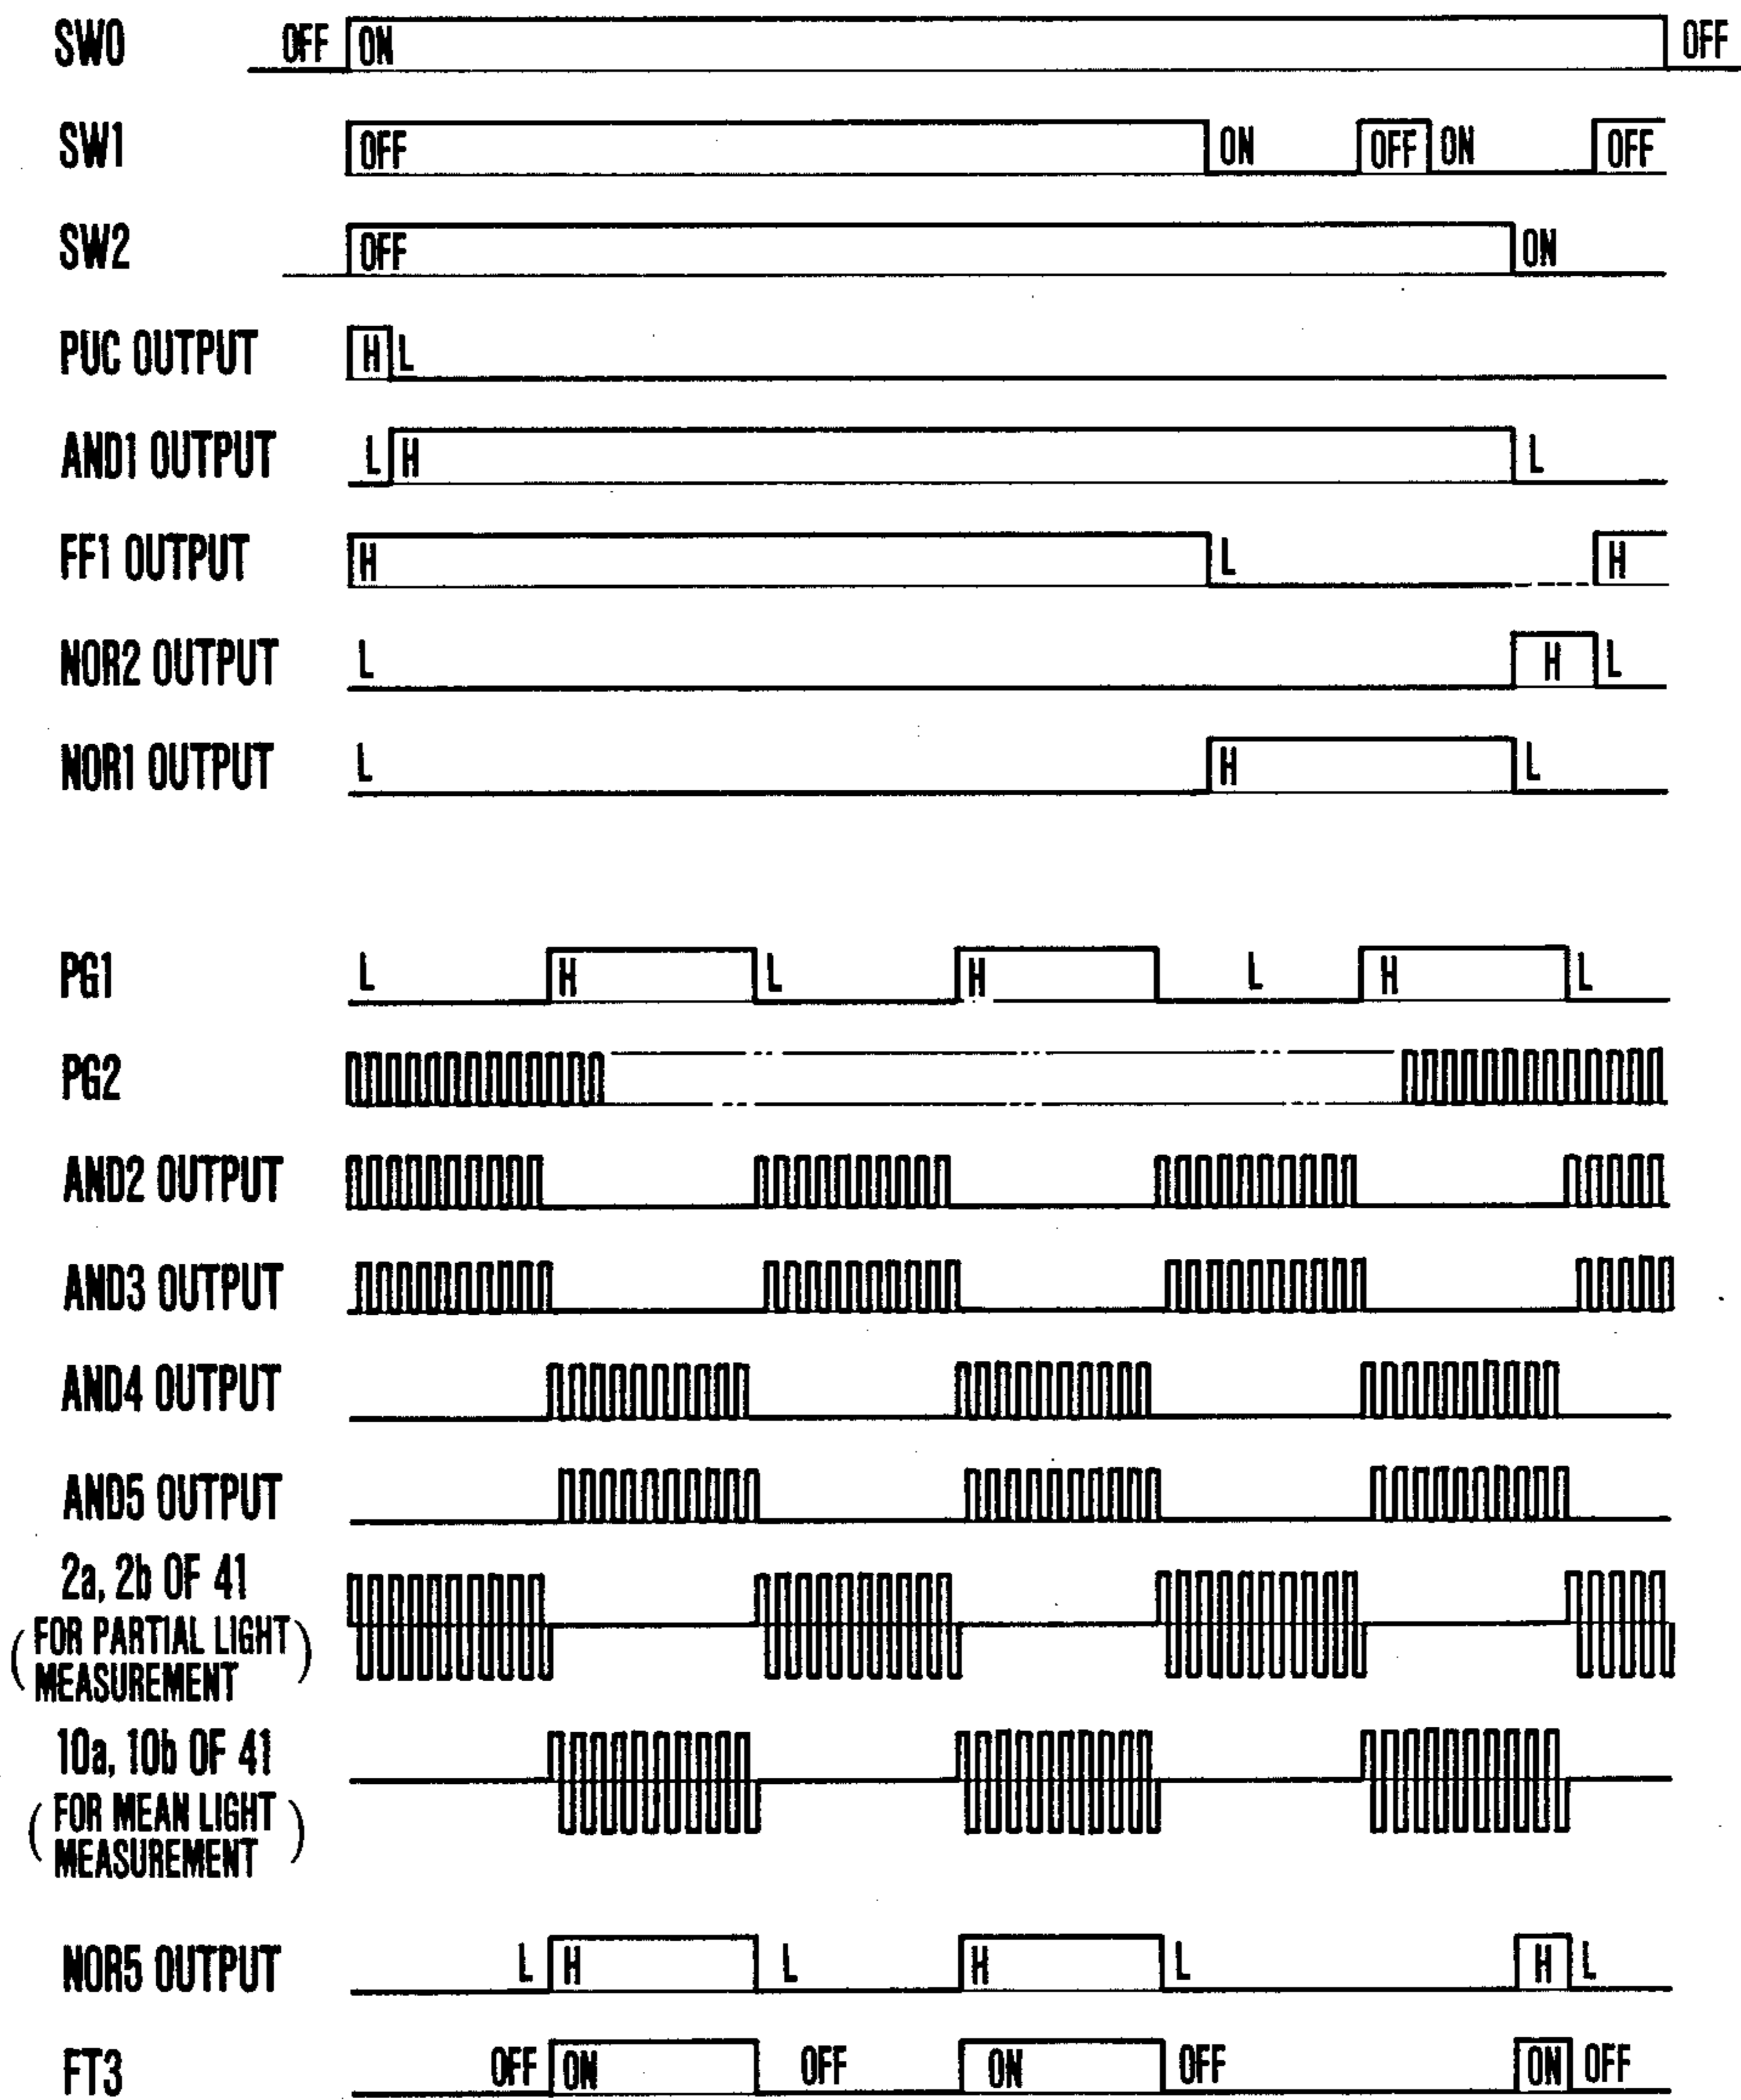 SW0 OFF ON OFF
SW1 OFF ON OFF ON OFF
SW2 OFF ON
PUC OUTPUT H L
AND1 OUTPUT L H L
FF1 OUTPUT H L H
NOR2 OUTPUT L H L
NOR1 OUTPUT L H L
PG1 L H L H L H L
PG2
AND2 OUTPUT
AND3 OUTPUT
AND4 OUTPUT
AND5 OUTPUT
2a, 2b OF 41
(FOR PARTIAL LIGHT
MEASUREMENT)
10a, 10b OF 41
(FOR MEAN LIGHT
MEASUREMENT)
NOR5 OUTPUT L H L H L H L
FT3 OFF ON OFF ON OFF ON OFF